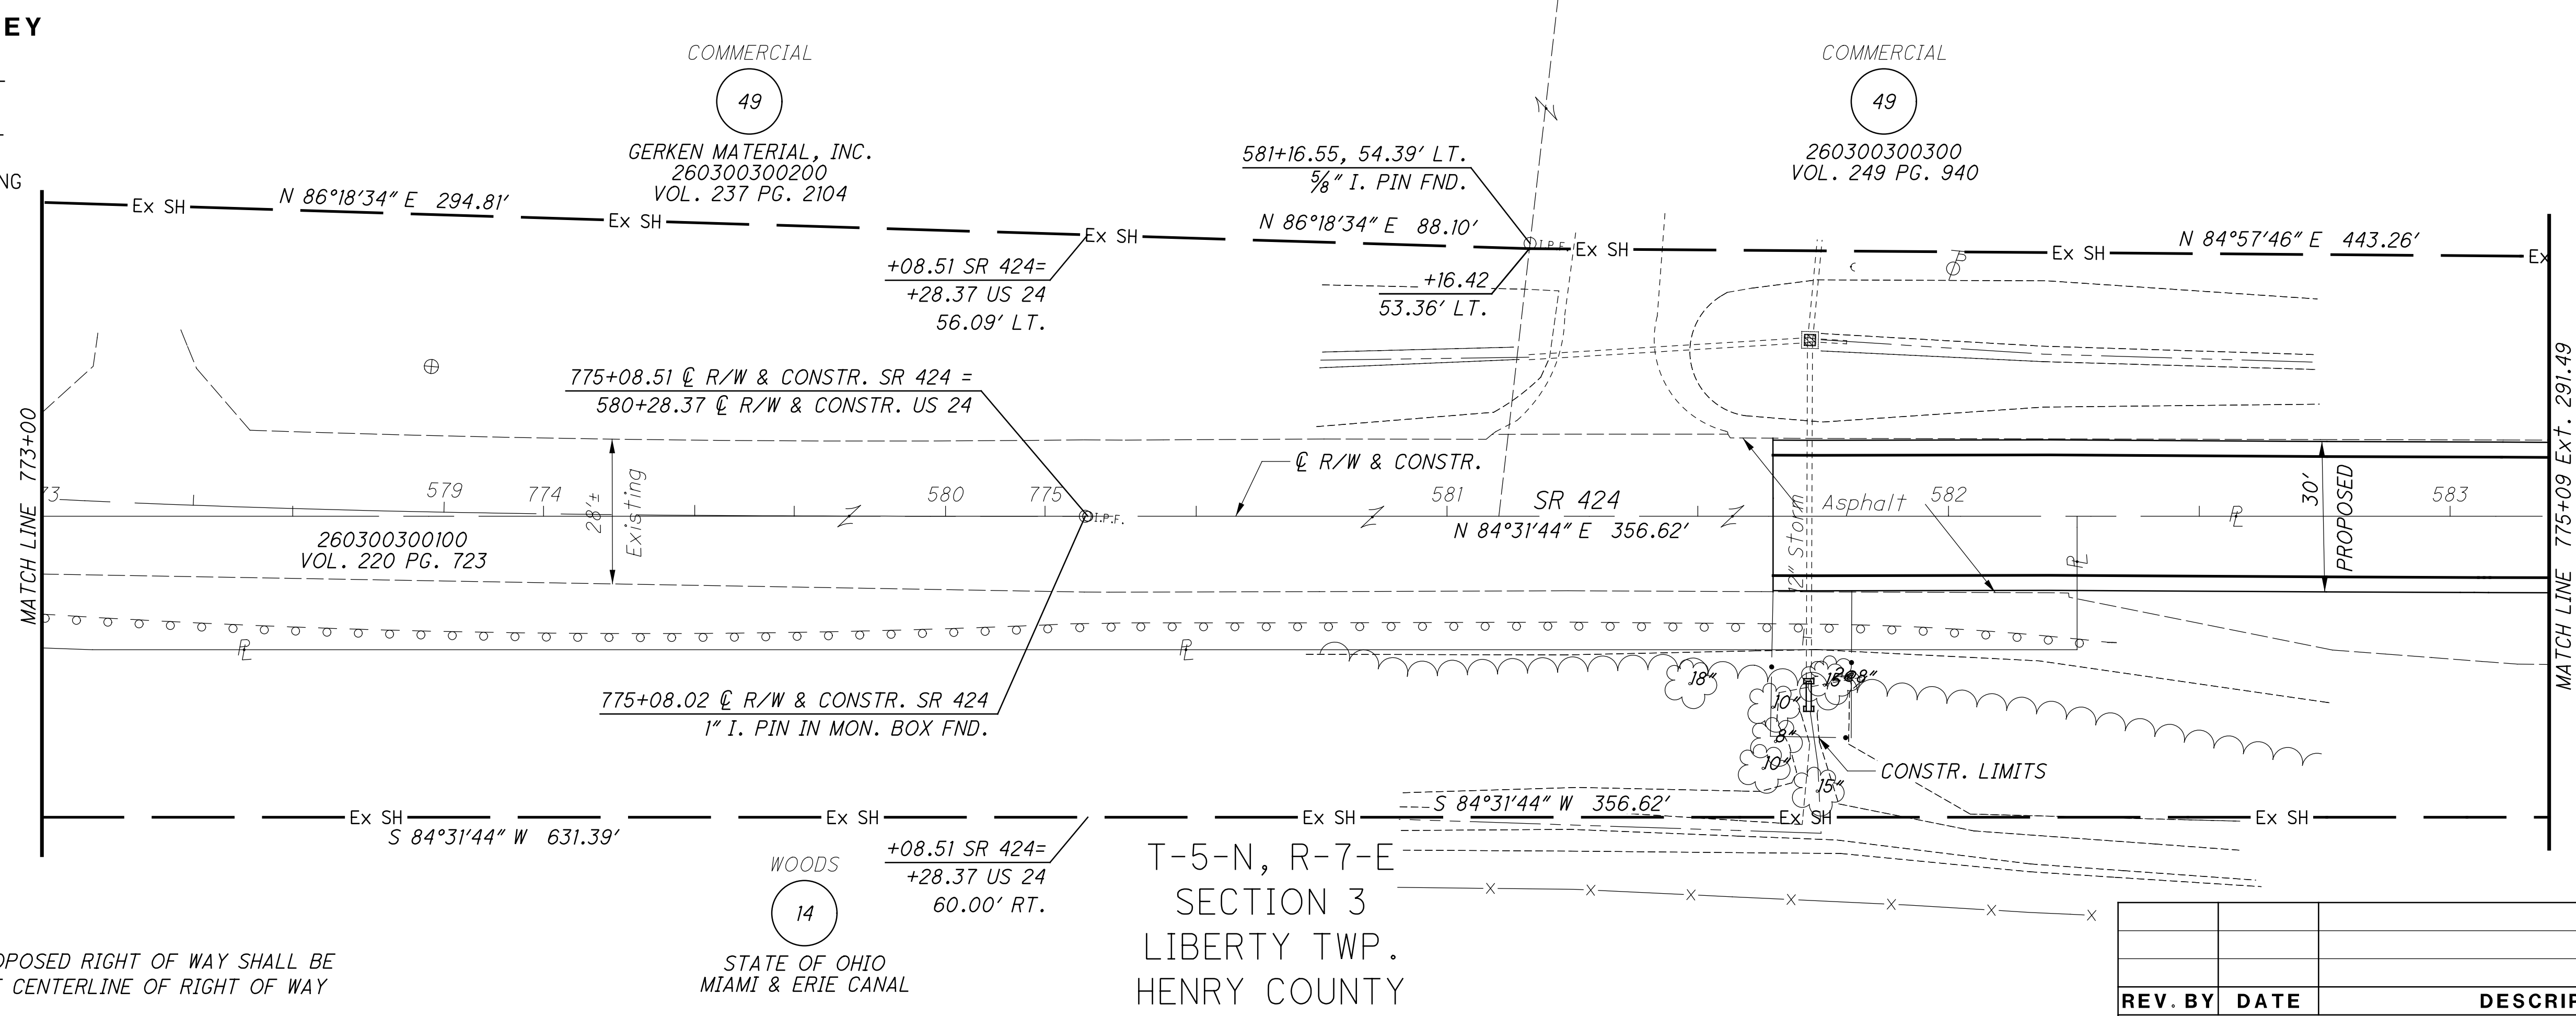 EY
NG
COMMERCIAL
49
GERKEN MATERIAL, INC.
260300300200
VOL. 237 PG. 2104
COMMERCIAL
49
260300300300
VOL. 249 PG. 940
581+16.55, 54.39' LT.
5/8" I. PIN FND.
Ex SH
N 86°18'34" E 294.81'
Ex SH
Ex SH
N 86°18'34" E 88.10'
I.P.F.
Ex SH
Ex SH
N 84°57'46" E 443.26'
Ex
+08.51 SR 424=
+28.37 US 24
56.09' LT.
+16.42
53.36' LT.
775+08.51 ℄ R/W & CONSTR. SR 424 =
580+28.37 ℄ R/W & CONSTR. US 24
℄ R/W & CONSTR.
MATCH LINE 773+00
73
579
774
28'±
Existing
580
775
I.P.F.
581
SR 424
N 84°31'44" E 356.62'
12" Storm
Asphalt
582
583
30'
PROPOSED
MATCH LINE 775+09 Ext. 291.49
260300300100
VOL. 220 PG. 723
PL
PL
PL
PL
775+08.02 ℄ R/W & CONSTR. SR 424
1" I. PIN IN MON. BOX FND.
18"
15"
2@8"
10"
8"
10"
15"
CONSTR. LIMITS
S 84°31'44" W 356.62'
Ex SH
Ex SH
Ex SH
Ex SH
Ex SH
S 84°31'44" W 631.39'
+08.51 SR 424=
+28.37 US 24
60.00' RT.
WOODS
14
STATE OF OHIO
MIAMI & ERIE CANAL
T-5-N, R-7-E
SECTION 3
LIBERTY TWP.
HENRY COUNTY
OPOSED RIGHT OF WAY SHALL BE
CENTERLINE OF RIGHT OF WAY
REV. BY
DATE
DESCRIP